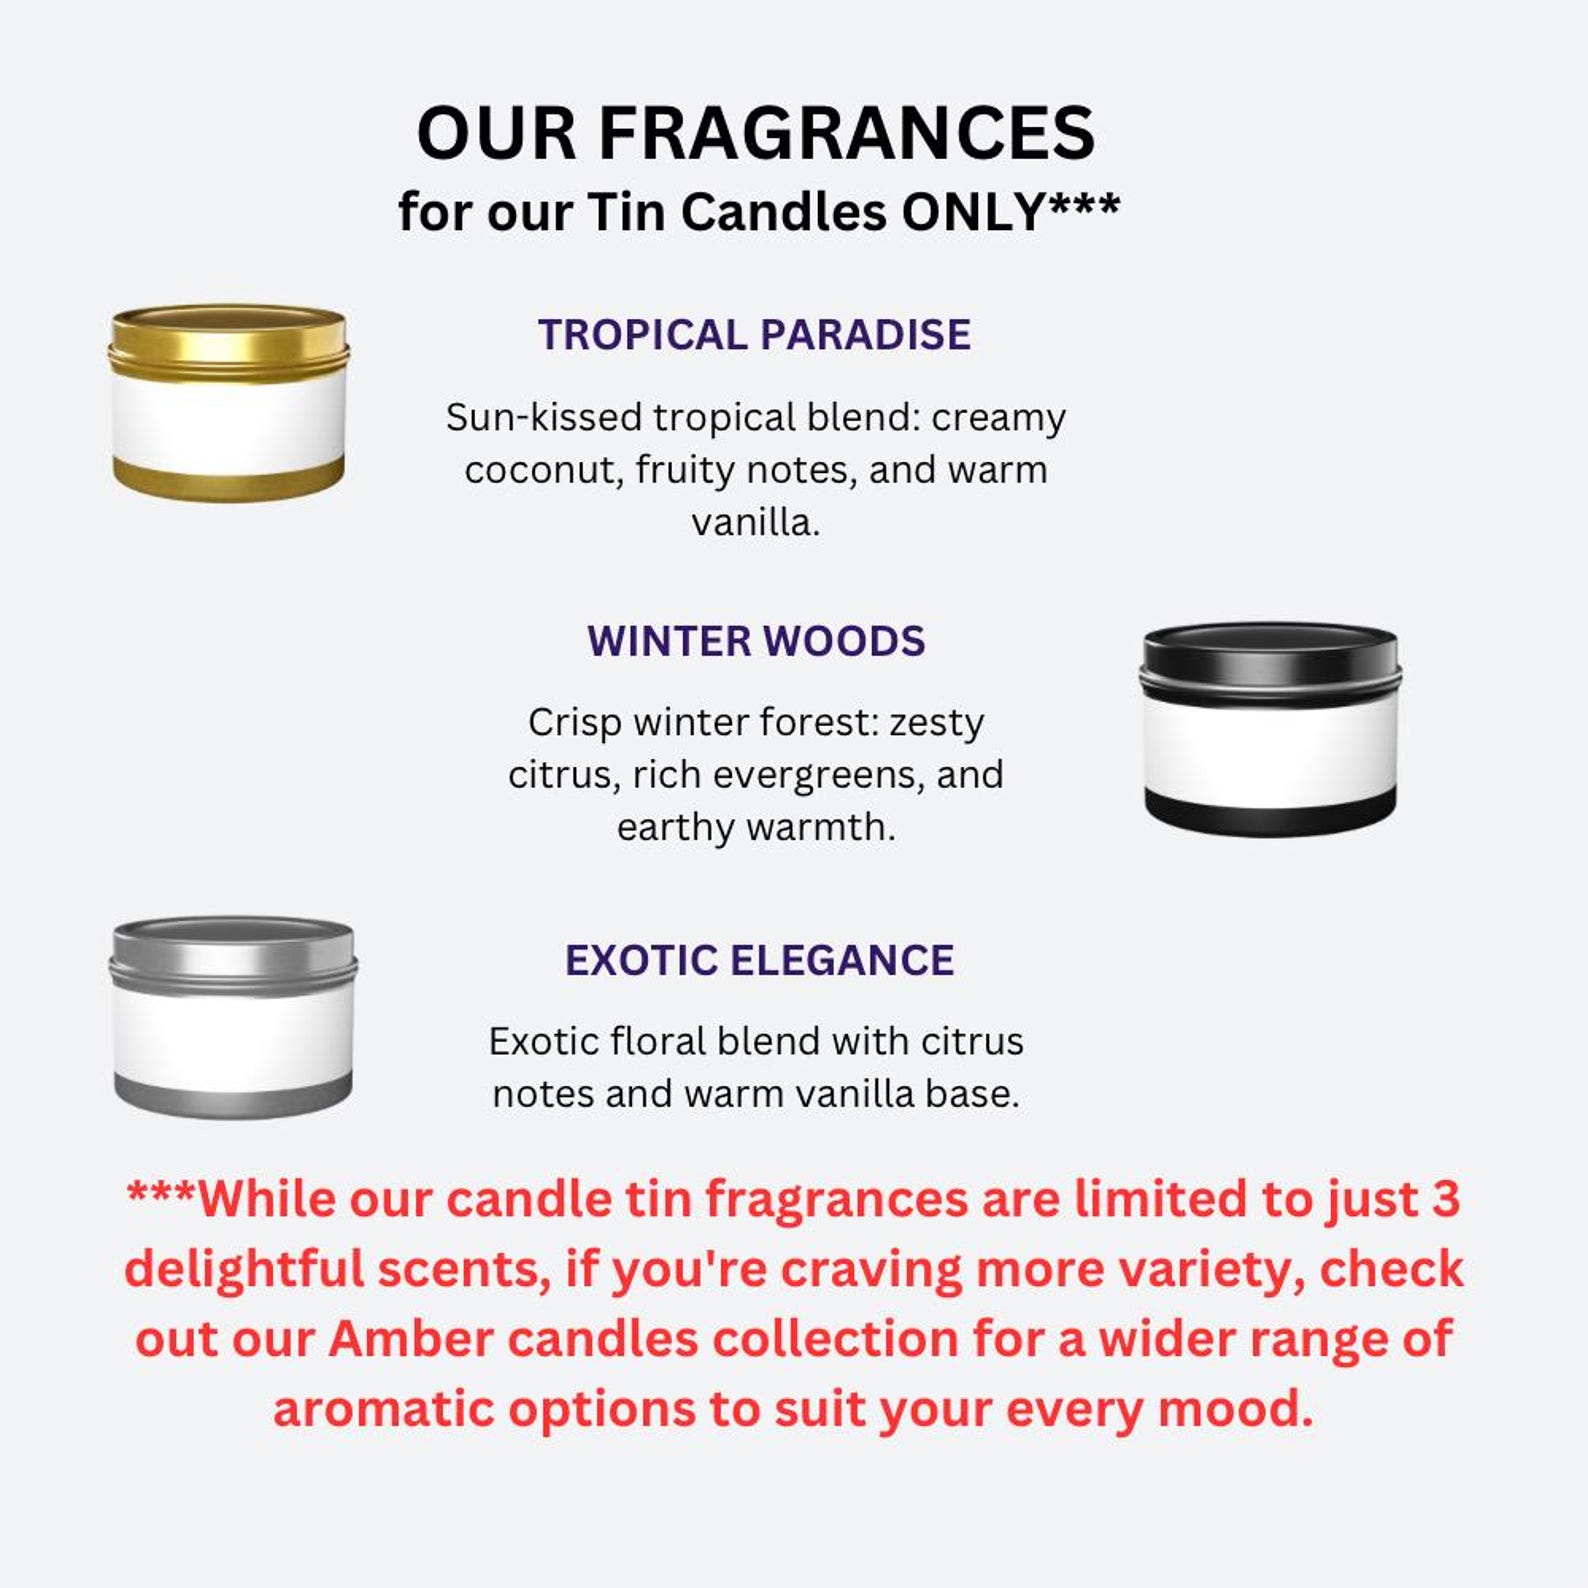 OUR FRAGRANCES
for our Tin Candles ONLY***
TROPICAL PARADISE
Sun-kissed tropical blend: creamy
coconut, fruity notes, and warm
vanilla.
WINTER WOODS
Crisp winter forest: zesty
citrus, rich evergreens, and
earthy warmth.
EXOTIC ELEGANCE
Exotic floral blend with citrus
notes and warm vanilla base.
***While our candle tin fragrances are limited to just 3
delightful scents, if you're craving more variety, check
out our Amber candles collection for a wider range of
aromatic options to suit your every mood.